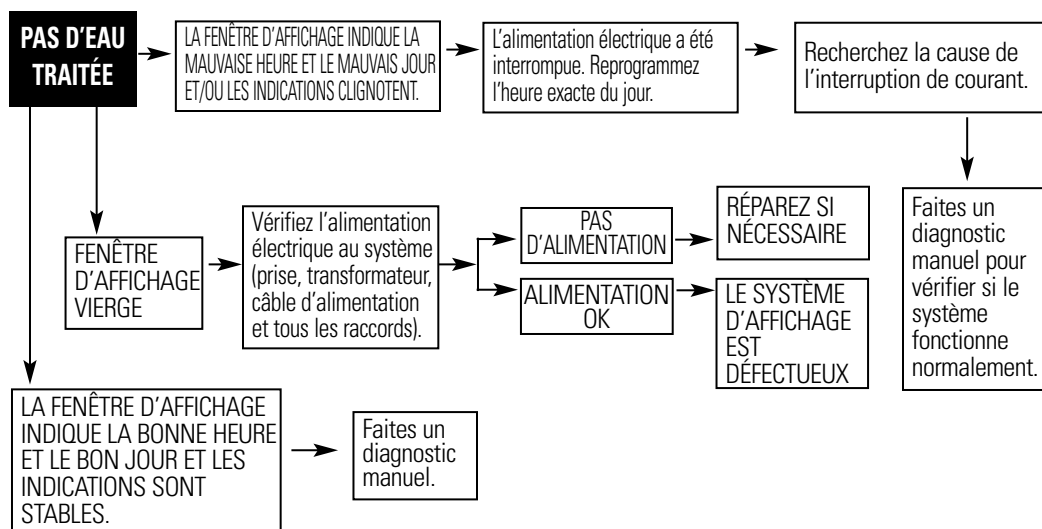 PAS D'EAU
TRAITÉE
LA FENÊTRE D'AFFICHAGE INDIQUE LA
MAUVAISE HEURE ET LE MAUVAIS JOUR
ET/OU LES INDICATIONS CLIGNOTENT.
L'alimentation électrique a été
interrompue. Reprogrammez
l'heure exacte du jour.
Recherchez la cause de
l'interruption de courant.
Faites un
diagnostic
manuel pour
vérifier si le
système
fonctionne
normalement.
FENÊTRE
D'AFFICHAGE
VIERGE
Vérifiez l'alimentation
électrique au système
(prise, transformateur,
câble d'alimentation
et tous les raccords).
PAS
D'ALIMENTATION
RÉPAREZ SI
NÉCESSAIRE
ALIMENTATION
OK
LE SYSTÈME
D'AFFICHAGE
EST
DÉFECTUEUX
LA FENÊTRE D'AFFICHAGE
INDIQUE LA BONNE HEURE
ET LE BON JOUR ET LES
INDICATIONS SONT
STABLES.
Faites un
diagnostic
manuel.